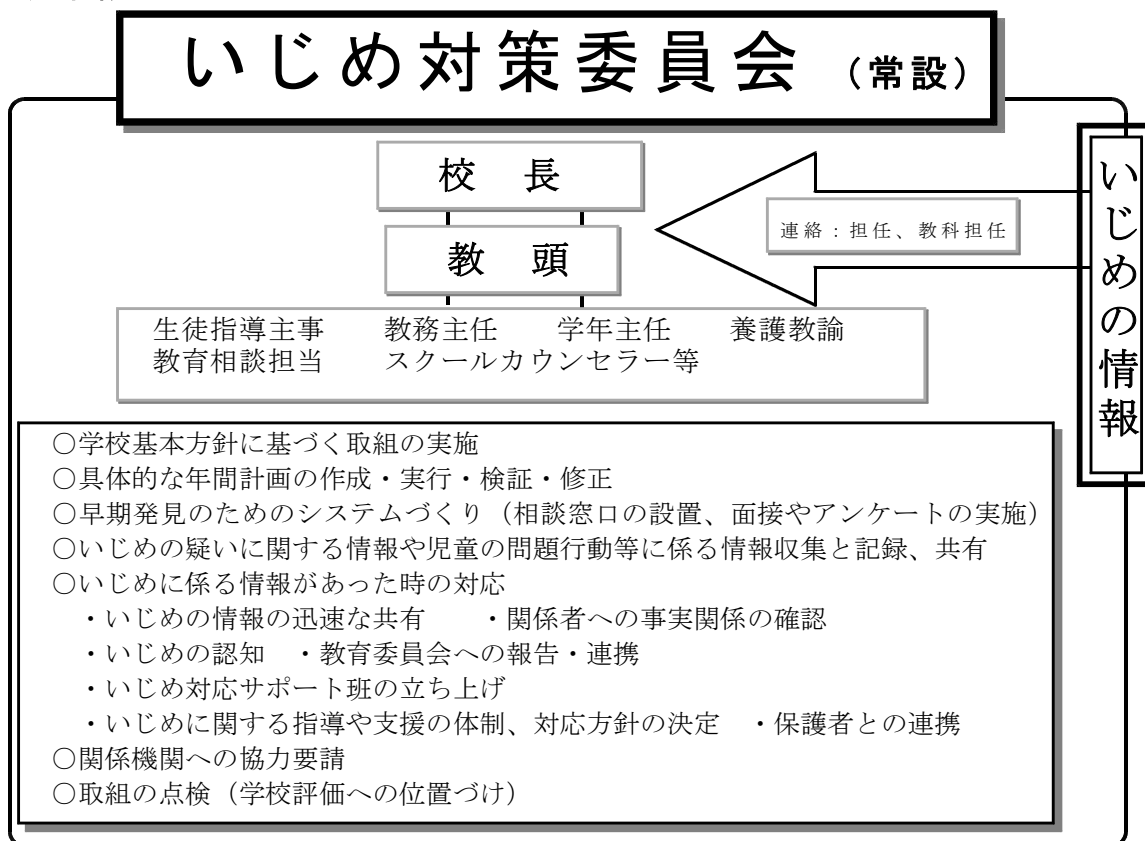 いじめ対策委員会 (常設)
校 長
教 頭
連絡:担任、教科担任
いじめの情報
生徒指導主事 教務主任 学年主任 養護教諭
教育相談担当 スクールカウンセラー等
○学校基本方針に基づく取組の実施
○具体的な年間計画の作成・実行・検証・修正
○早期発見のためのシステムづくり(相談窓口の設置、面接やアンケートの実施)
○いじめの疑いに関する情報や児童の問題行動等に係る情報収集と記録、共有
○いじめに係る情報があった時の対応
・いじめの情報の迅速な共有 ・関係者への事実関係の確認
・いじめの認知 ・教育委員会への報告・連携
・いじめ対応サポート班の立ち上げ
・いじめに関する指導や支援の体制、対応方針の決定 ・保護者との連携
○関係機関への協力要請
○取組の点検(学校評価への位置づけ)